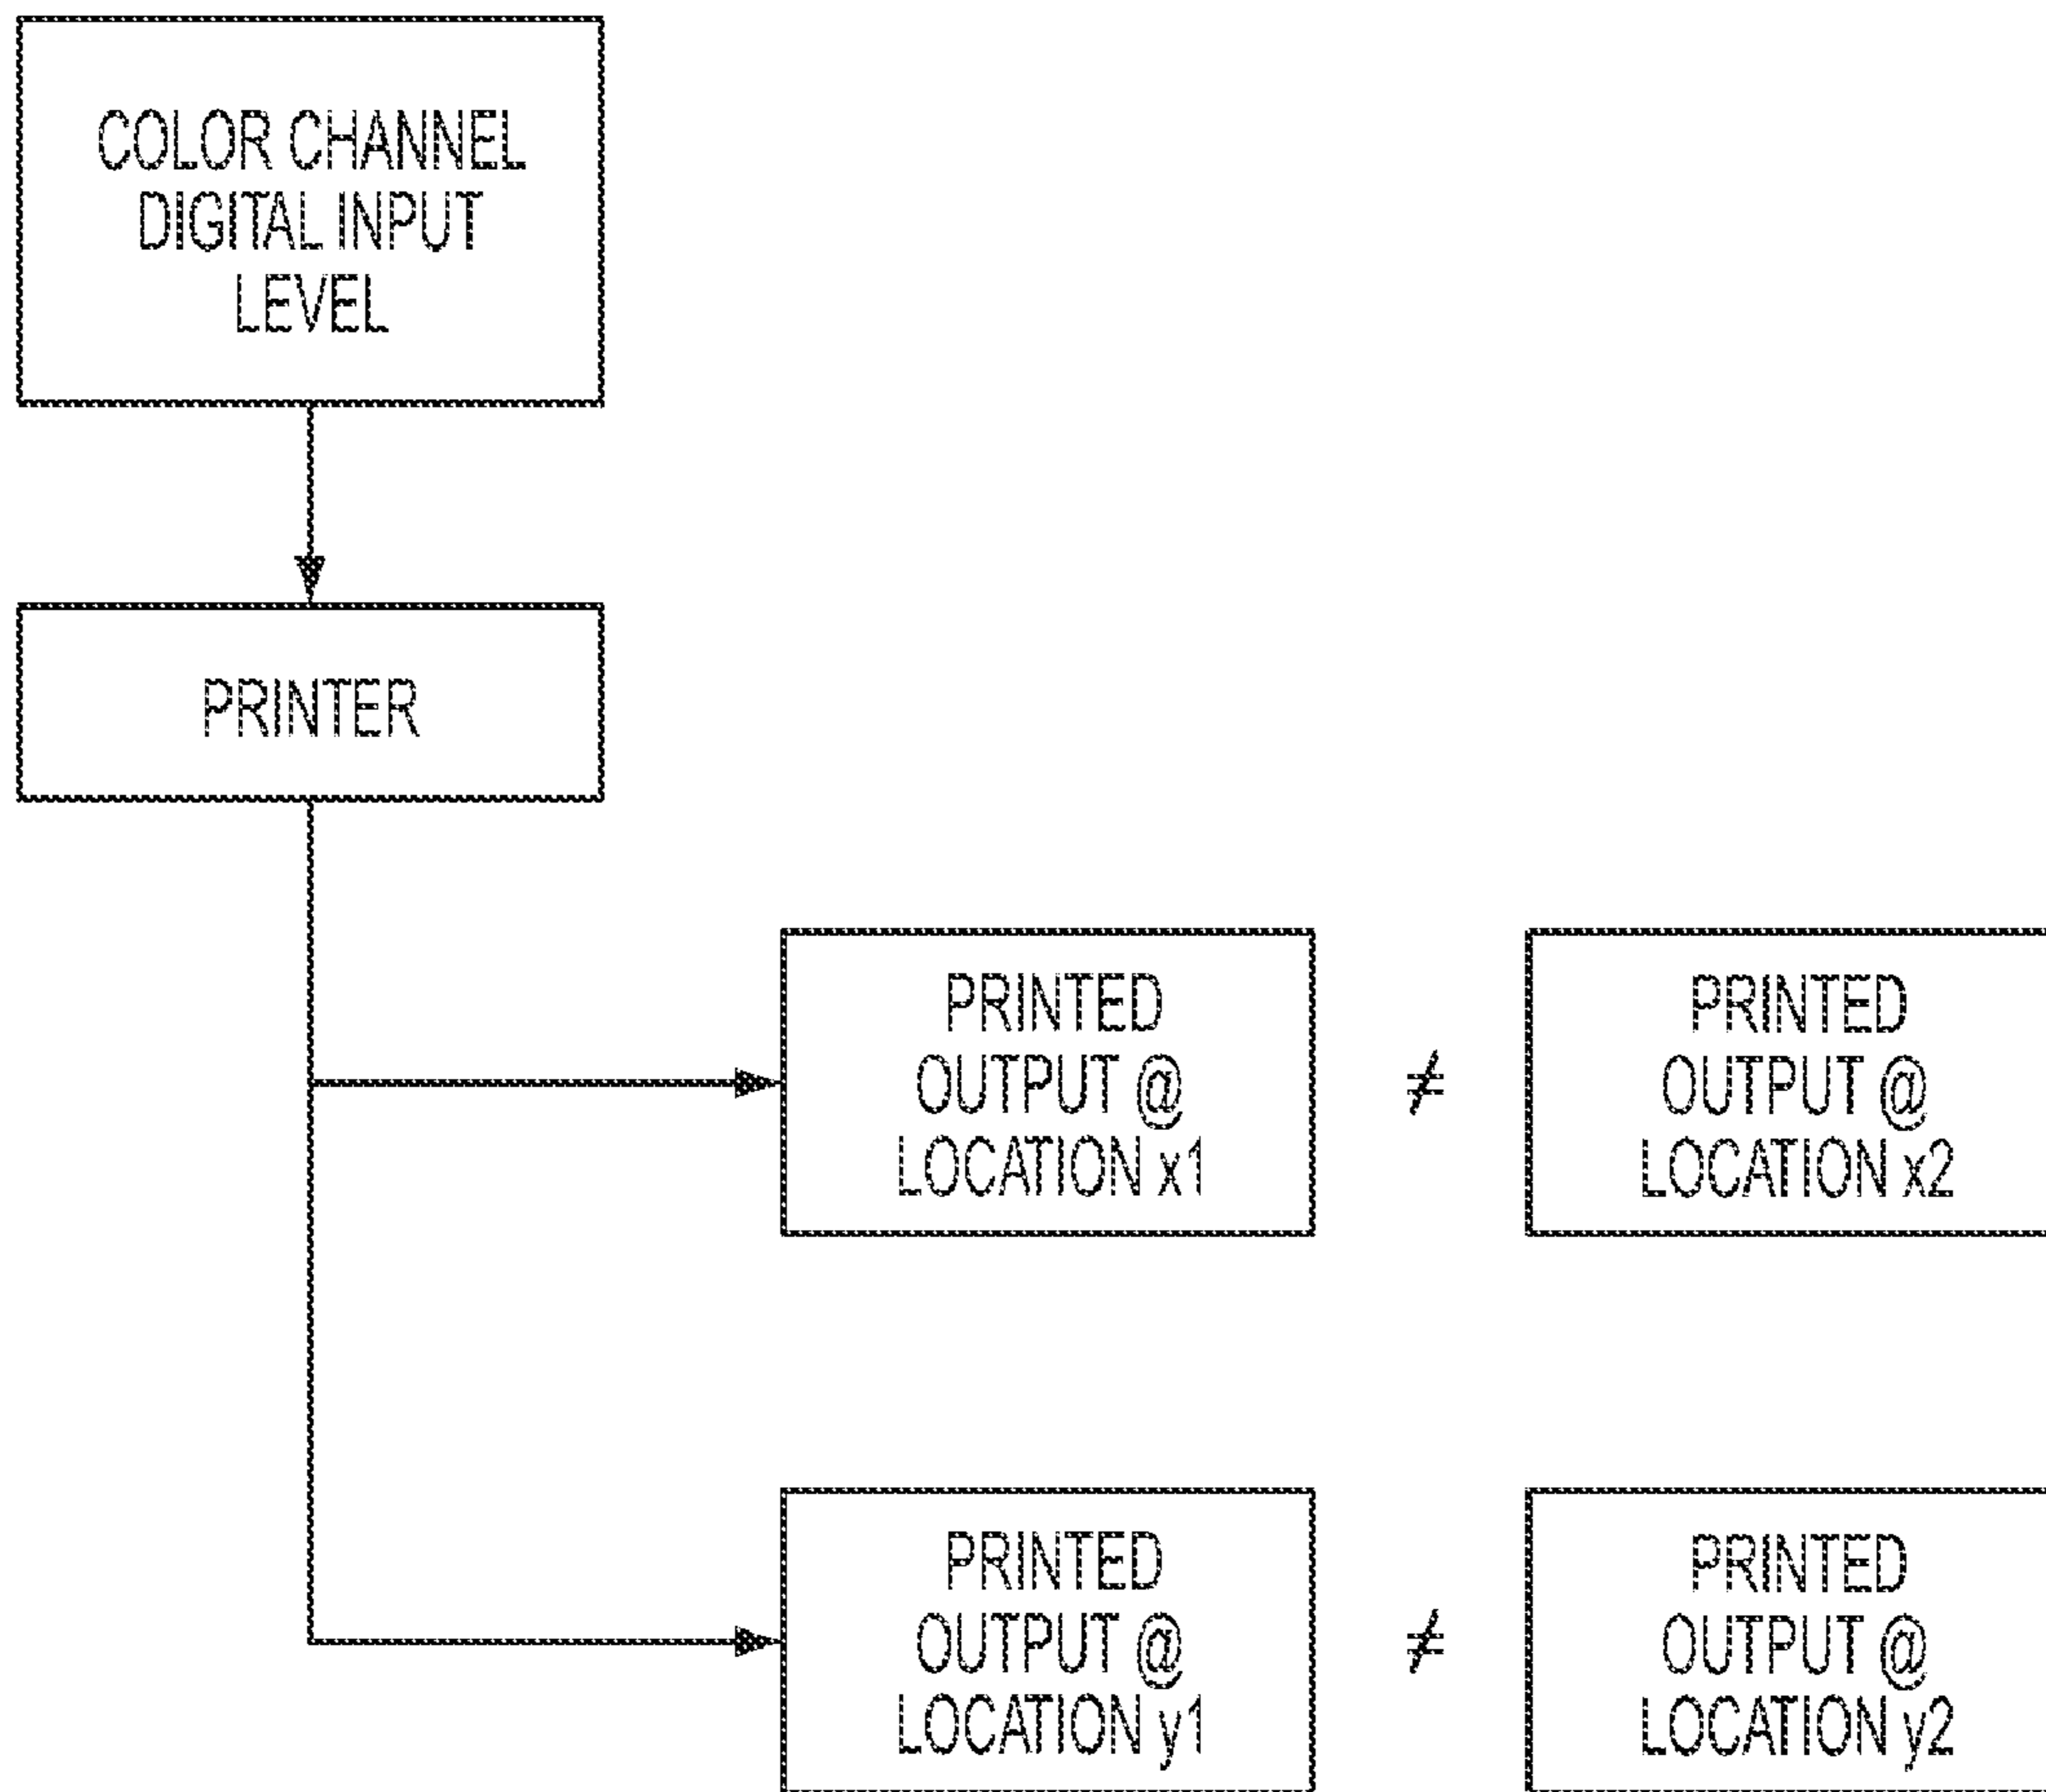 COLOR CHANNEL
DIGITAL INPUT
LEVEL
PRINTER
PRINTED
OUTPUT @
LOCATION x1
≠
PRINTED
OUTPUT @
LOCATION x2
PRINTED
OUTPUT @
LOCATION y1
≠
PRINTED
OUTPUT @
LOCATION y2